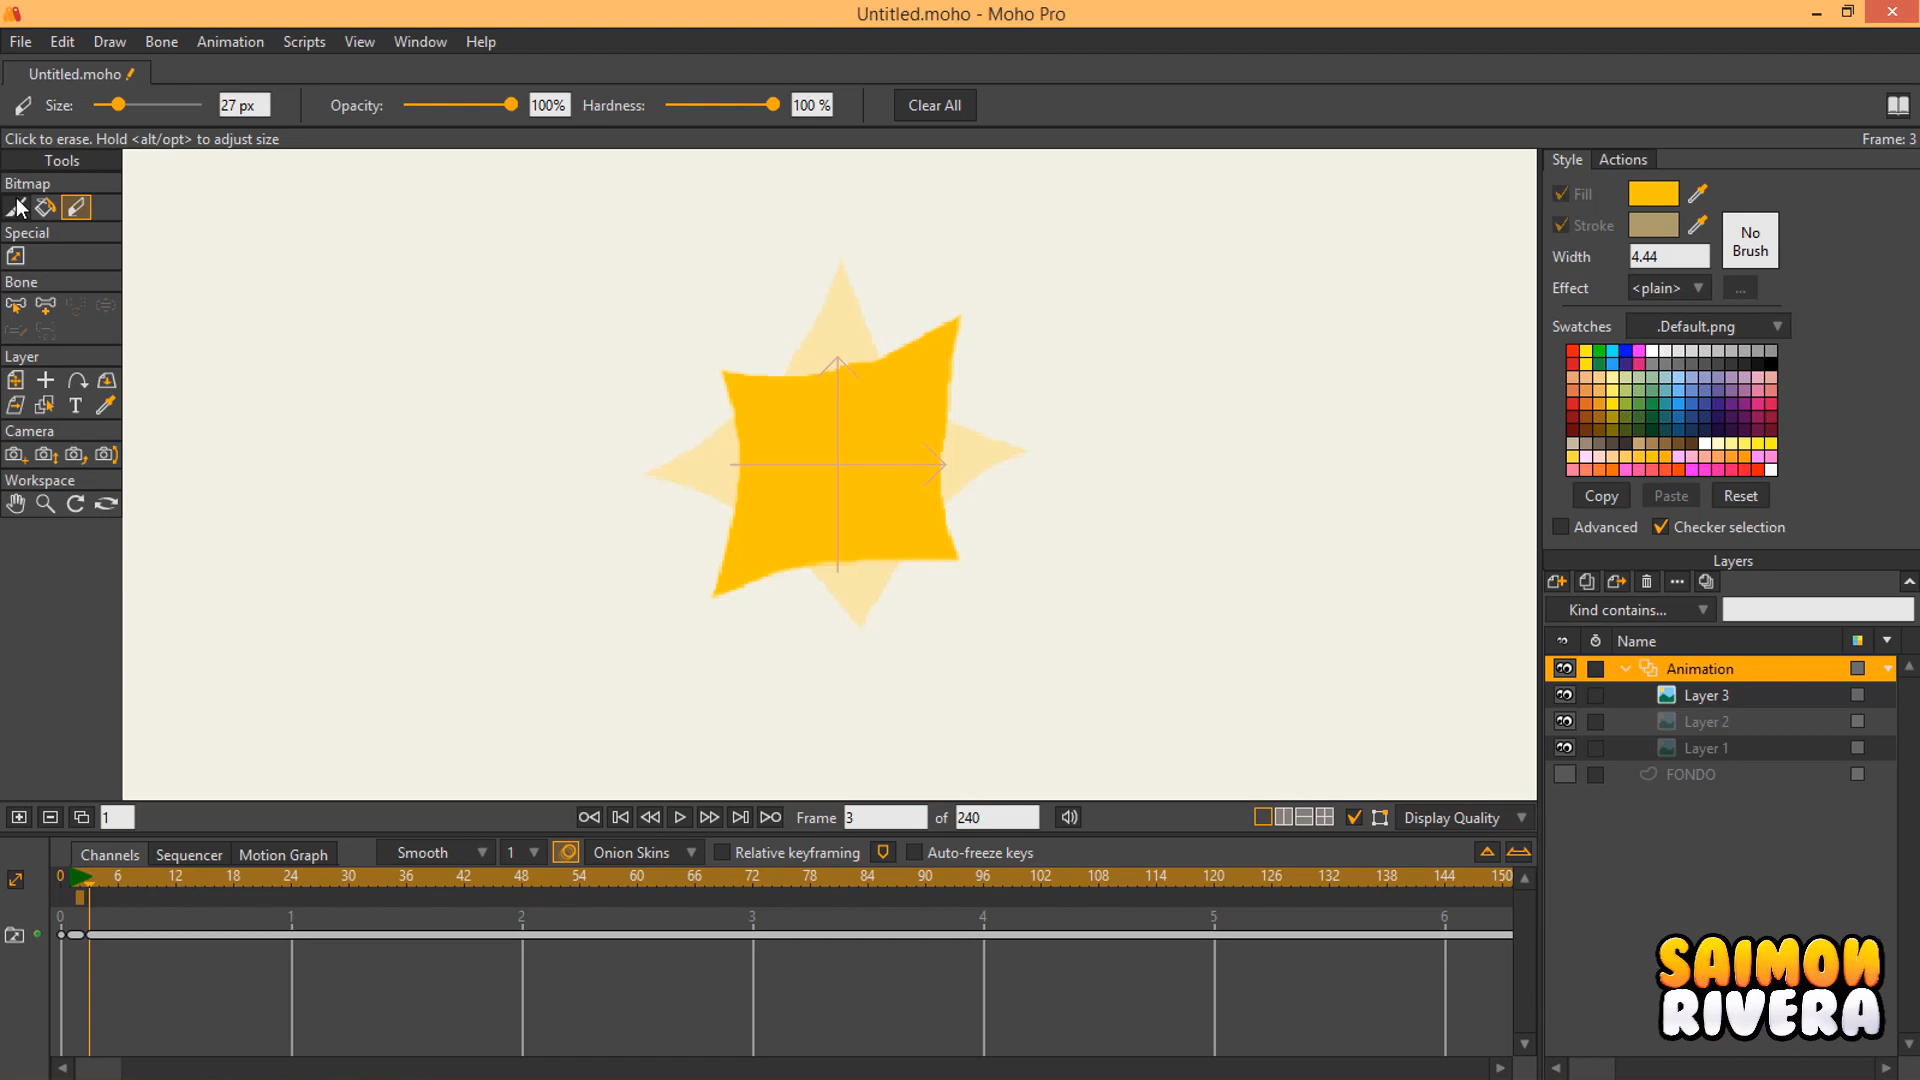 Untitled.moho - Moho Pro
File Edit Draw Bone Animation Scripts View Window Help
Untitled.moho
Size: 27 px Opacity: 100% Hardness: 100 % Clear All
Click to erase. Hold <alt/opt> to adjust size Frame: 3
Tools
Bitmap
Special
Bone
Layer
T
Camera
Workspace
Style Actions
Fill
Stroke
No Brush
Width 4.44
Effect <plain> ...
Swatches .Default.png
Copy Paste Reset
Advanced Checker selection
Layers
Kind contains...
Name
Animation
Layer 3
Layer 2
Layer 1
FONDO
1 Frame 3 of 240 Display Quality
Channels Sequencer Motion Graph Smooth 1 Onion Skins Relative keyframing Auto-freeze keys
0 6 12 18 24 30 36 42 48 54 60 66 72 78 84 90 96 102 108 114 120 126 132 138 144 150
0 1 2 3 4 5 6
SAIMON
RIVERA